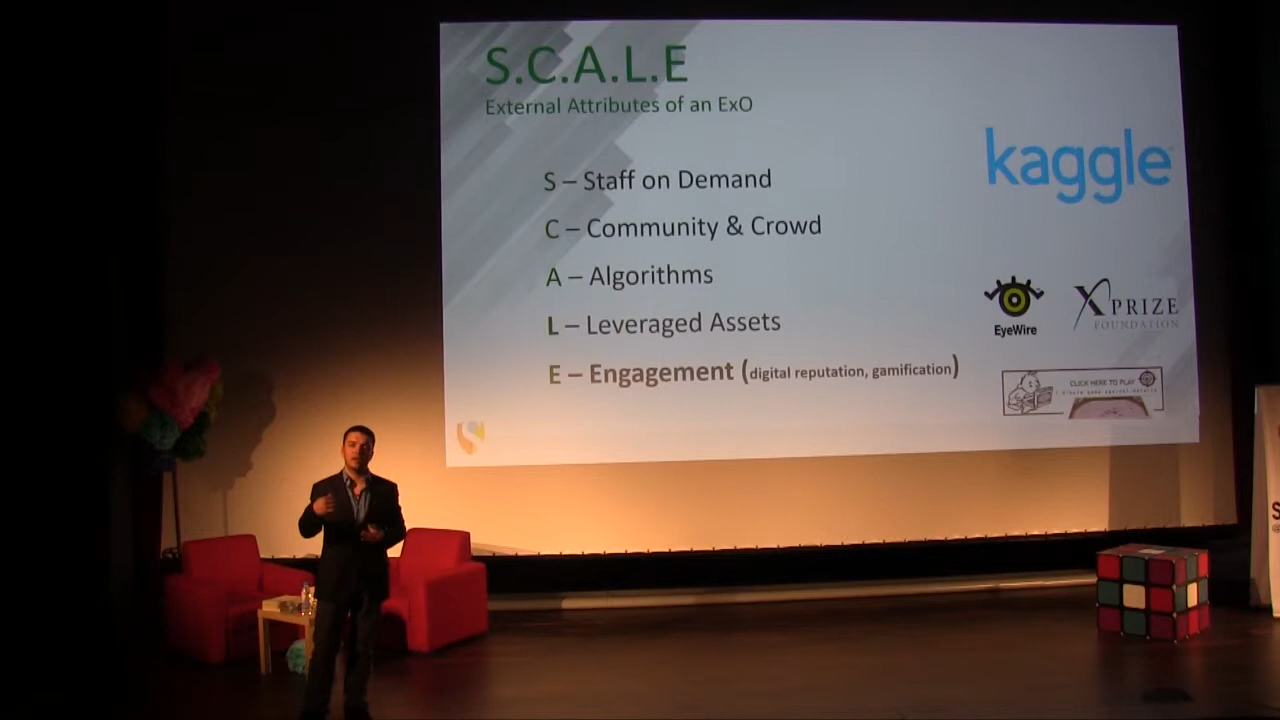 S.C.A.L.E
External Attributes of an ExO
kaggle
S – Staff on Demand
C – Community & Crowd
A – Algorithms
L – Leveraged Assets
E – Engagement (digital reputation, gamification)
EyeWire
XPRIZE
FOUNDATION
CLICK HERE TO PLAY
S